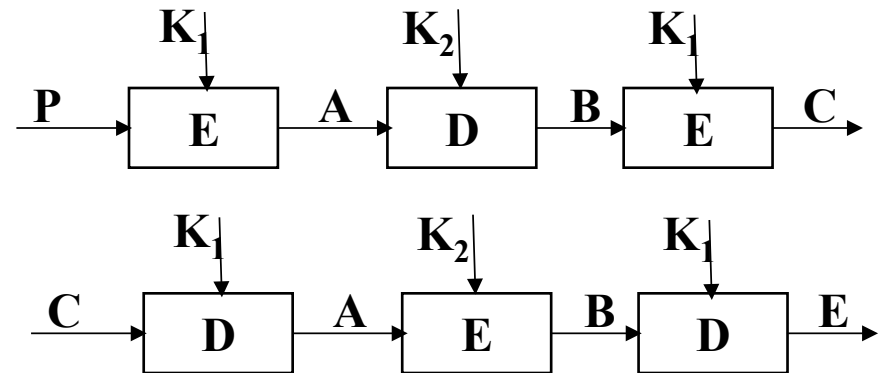 K₁ K₂ K₁
P E A D B E C
K₁ K₂ K₁
C D A E B D E